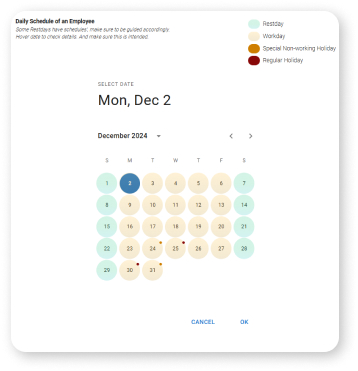 Daily Schedule of an Employee
Some Restdays have schedules', make sure to be guided accordingly.
Hover date to check details. And make sure this is intended.
Restday
Workday
Special Non-working Holiday
Regular Holiday
SELECT DATE
Mon, Dec 2
December 2024
S M T W T F S
1 2 3 4 5 6 7
8 9 10 11 12 13 14
15 16 17 18 19 20 21
22 23 24 25 26 27 28
29 30 31
CANCEL OK